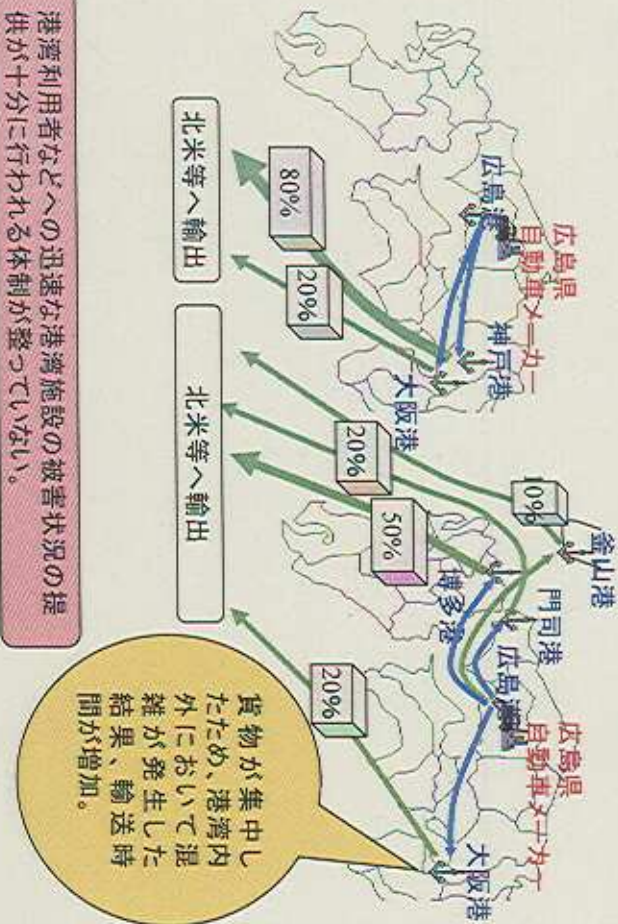 広島県
自動車メーカー
広島港
神戸港
大阪港
80%
20%
北米等へ輸出
釜山港
門司港
博多港
広島港
広島県
自動車メーカー
大阪港
10%
20%
50%
20%
北米等へ輸出
貨物が集中し
たため、港湾内
外において混
雑が発生した
結果、輸送時
間が増加。
港湾利用者などへの迅速な港湾施設の被害状況の提
供が十分に行われる体制が整っていない。